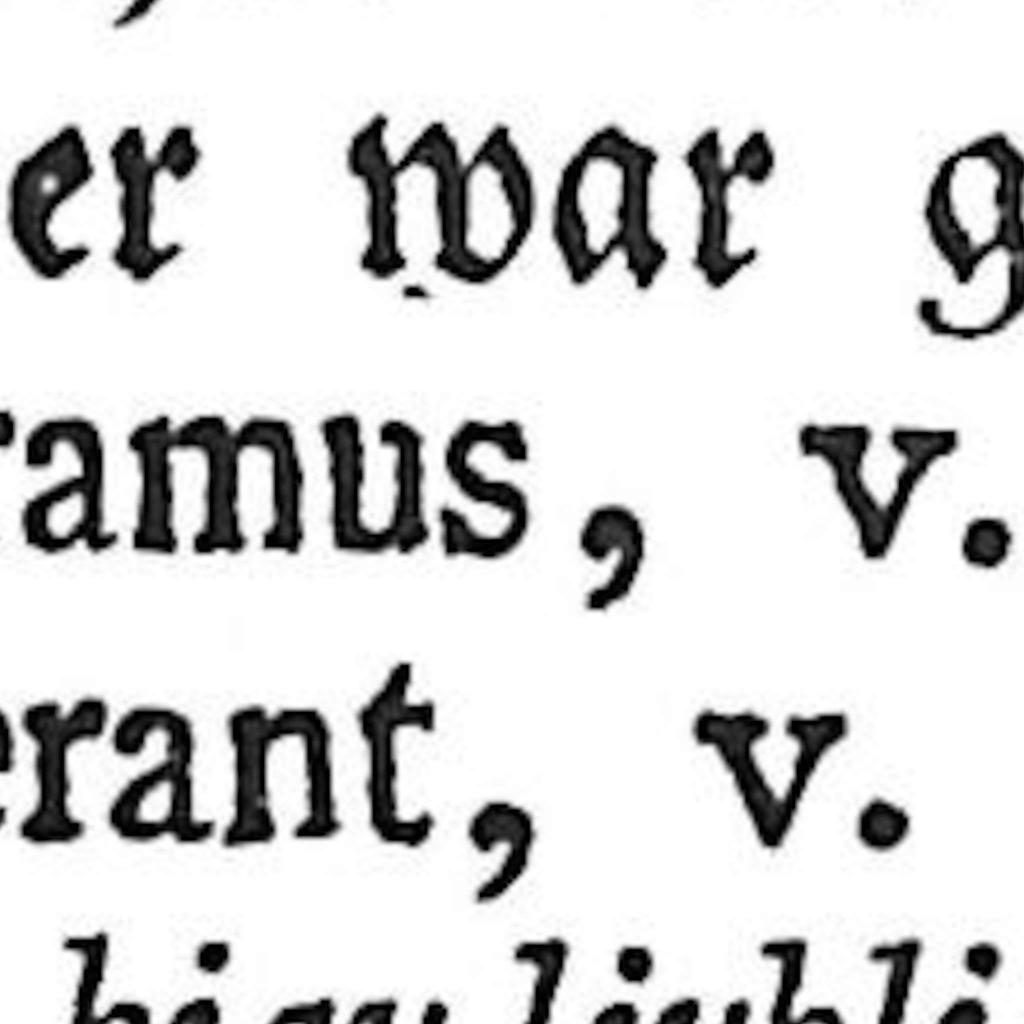 er war g
ramus, v.
erant, v.